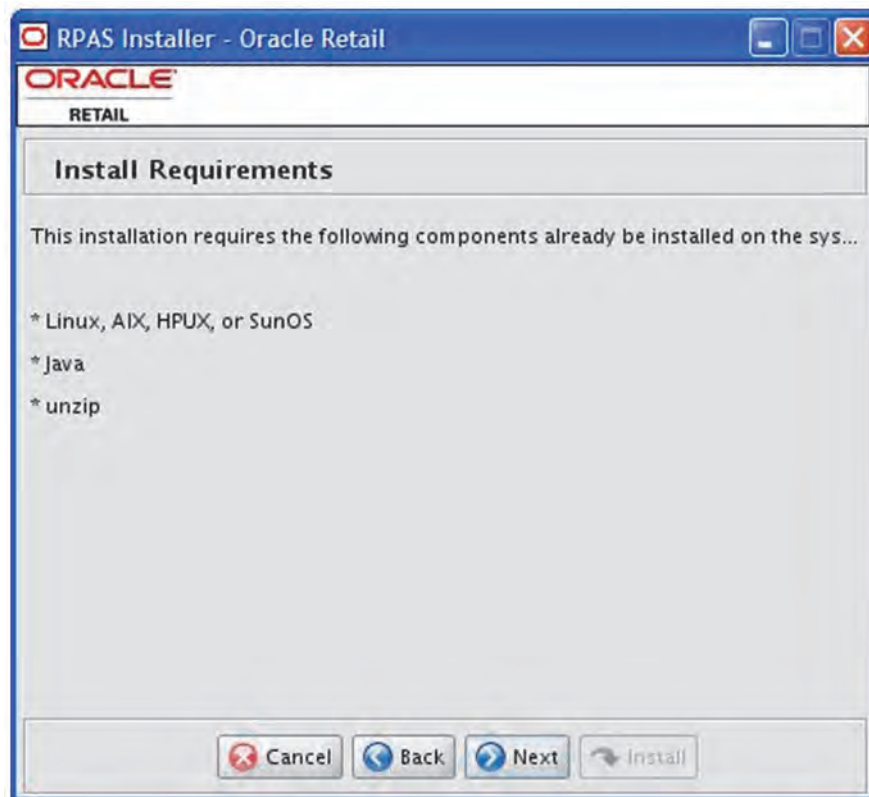 RPAS Installer - Oracle Retail
ORACLE
RETAIL
Install Requirements
This installation requires the following components already be installed on the sys...
* Linux, AIX, HPUX, or SunOS
* Java
* unzip
Cancel Back Next Install